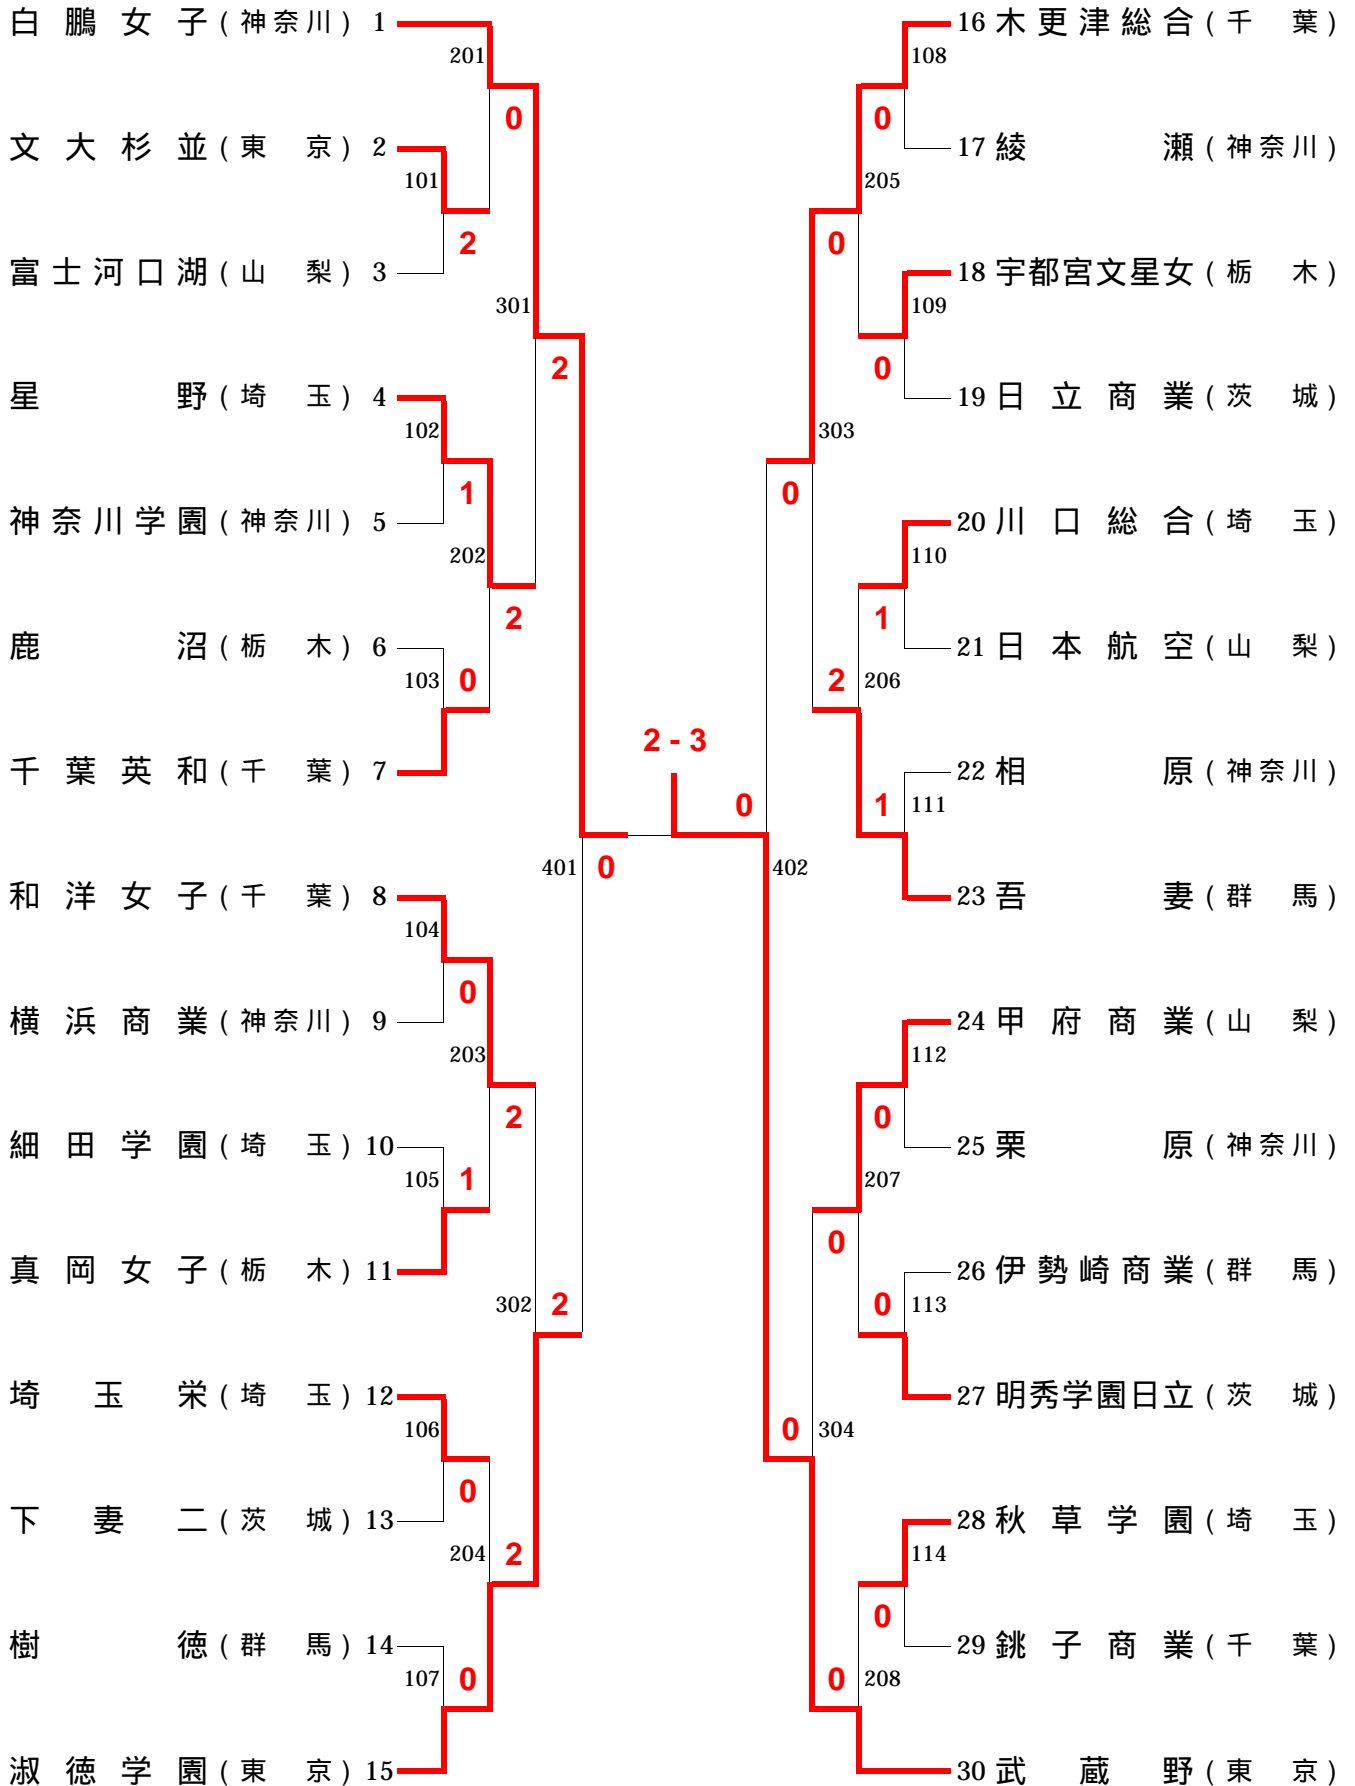 白鵬女子(神奈川) 1
201
0
文大杉並(東京) 2
101
2
富士河口湖(山梨) 3
301
2
星野(埼玉) 4
102
1
神奈川学園(神奈川) 5
202
2
鹿沼(栃木) 6
103
0
千葉英和(千葉) 7
401
0
和洋女子(千葉) 8
104
0
横浜商業(神奈川) 9
203
2
細田学園(埼玉) 10
105
1
真岡女子(栃木) 11
302
2
埼玉栄(埼玉) 12
106
0
下妻二(茨城) 13
204
2
樹徳(群馬) 14
107
0
淑徳学園(東京) 15
2 - 3
16 木更津総合(千葉)
108
0
17 綾瀬(神奈川)
205
0
18 宇都宮文星女(栃木)
109
0
19 日立商業(茨城)
303
0
20 川口総合(埼玉)
110
1
21 日本航空(山梨)
2
206
22 相原(神奈川)
111
1
0
402
23 吾妻(群馬)
24 甲府商業(山梨)
112
0
25 栗原(神奈川)
207
0
26 伊勢崎商業(群馬)
0
113
27 明秀学園日立(茨城)
0
304
28 秋草学園(埼玉)
114
0
29 銚子商業(千葉)
0
208
30 武蔵野(東京)